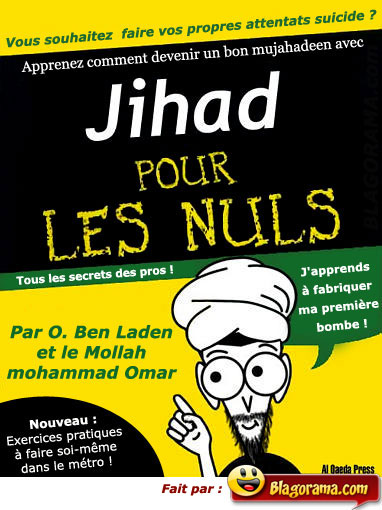 Vous souhaitez faire vos propres attentats suicide ?
Apprenez comment devenir un bon mujahadeen avec
Jihad
POUR
LES NULS
Tous les secrets des pros !
J'apprends
à fabriquer
ma première
bombe !
Par O. Ben Laden
et le Mollah
mohammad Omar
Nouveau :
Exercices pratiques
à faire soi-même
dans le métro !
Al Qaeda Press
Fait par : Blagorama.com
BLAGORAMA.com